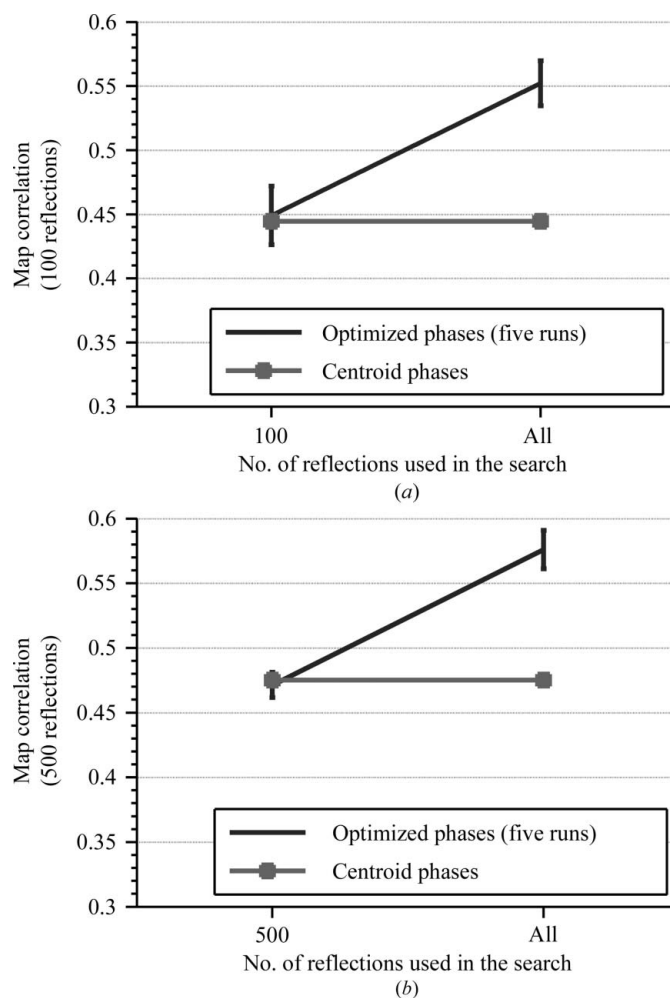 0.6
0.55
0.5
0.45
0.4
0.35
0.3
Map correlation
(100 reflections)
Optimized phases (five runs)
Centroid phases
100 All
No. of reflections used in the search
(a)
0.6
0.55
0.5
0.45
0.4
0.35
0.3
Map correlation
(500 reflections)
Optimized phases (five runs)
Centroid phases
500 All
No. of reflections used in the search
(b)